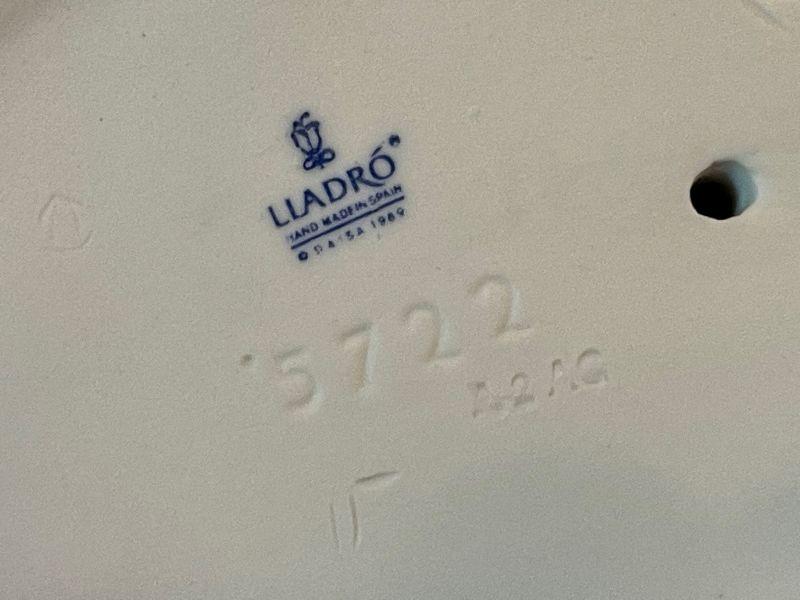 LLADRÓ®
HAND MADE IN SPAIN
© DAISA 1989
5722